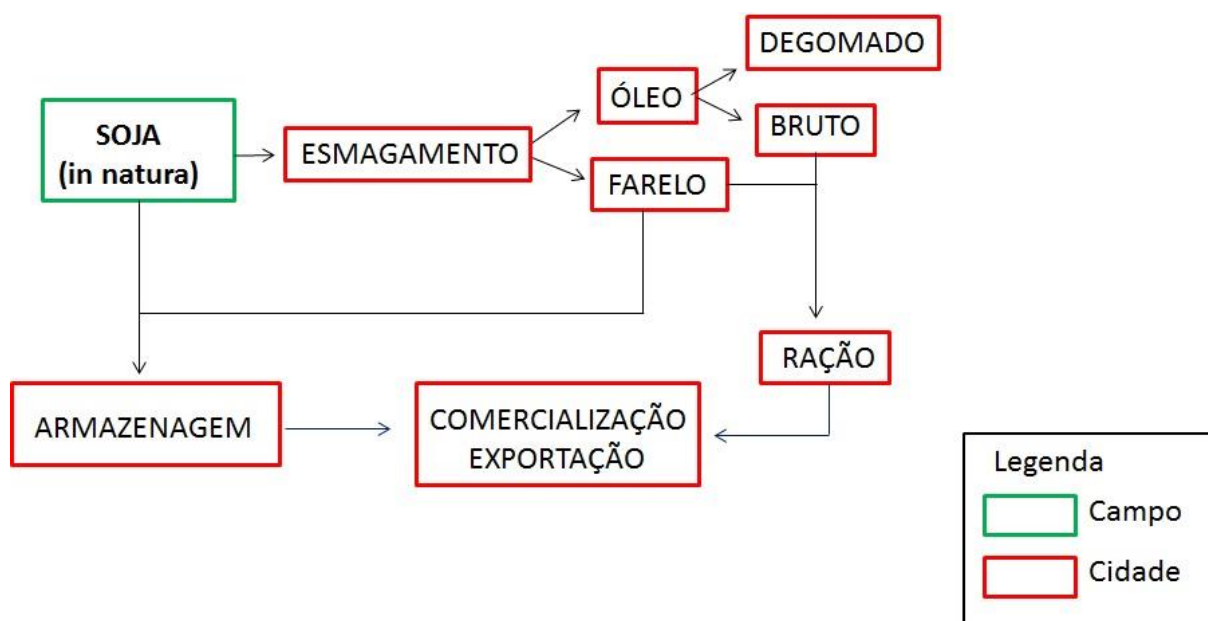 DEGOMADO
ÓLEO
SOJA
(in natura)
ESMAGAMENTO
BRUTO
FARELO
RAÇÃO
ARMAZENAGEM
COMERCIALIZAÇÃO
EXPORTAÇÃO
Legenda
Campo
Cidade